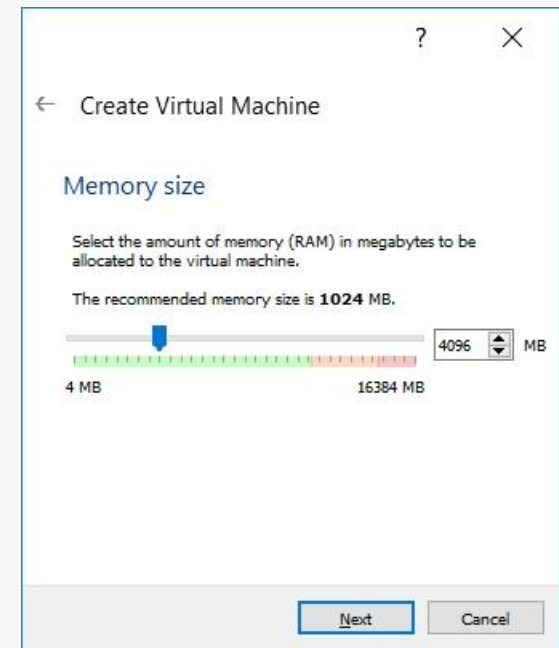 ?
← Create Virtual Machine
Memory size
Select the amount of memory (RAM) in megabytes to be
allocated to the virtual machine.
The recommended memory size is 1024 MB.
4096 MB
4 MB 16384 MB
Next Cancel